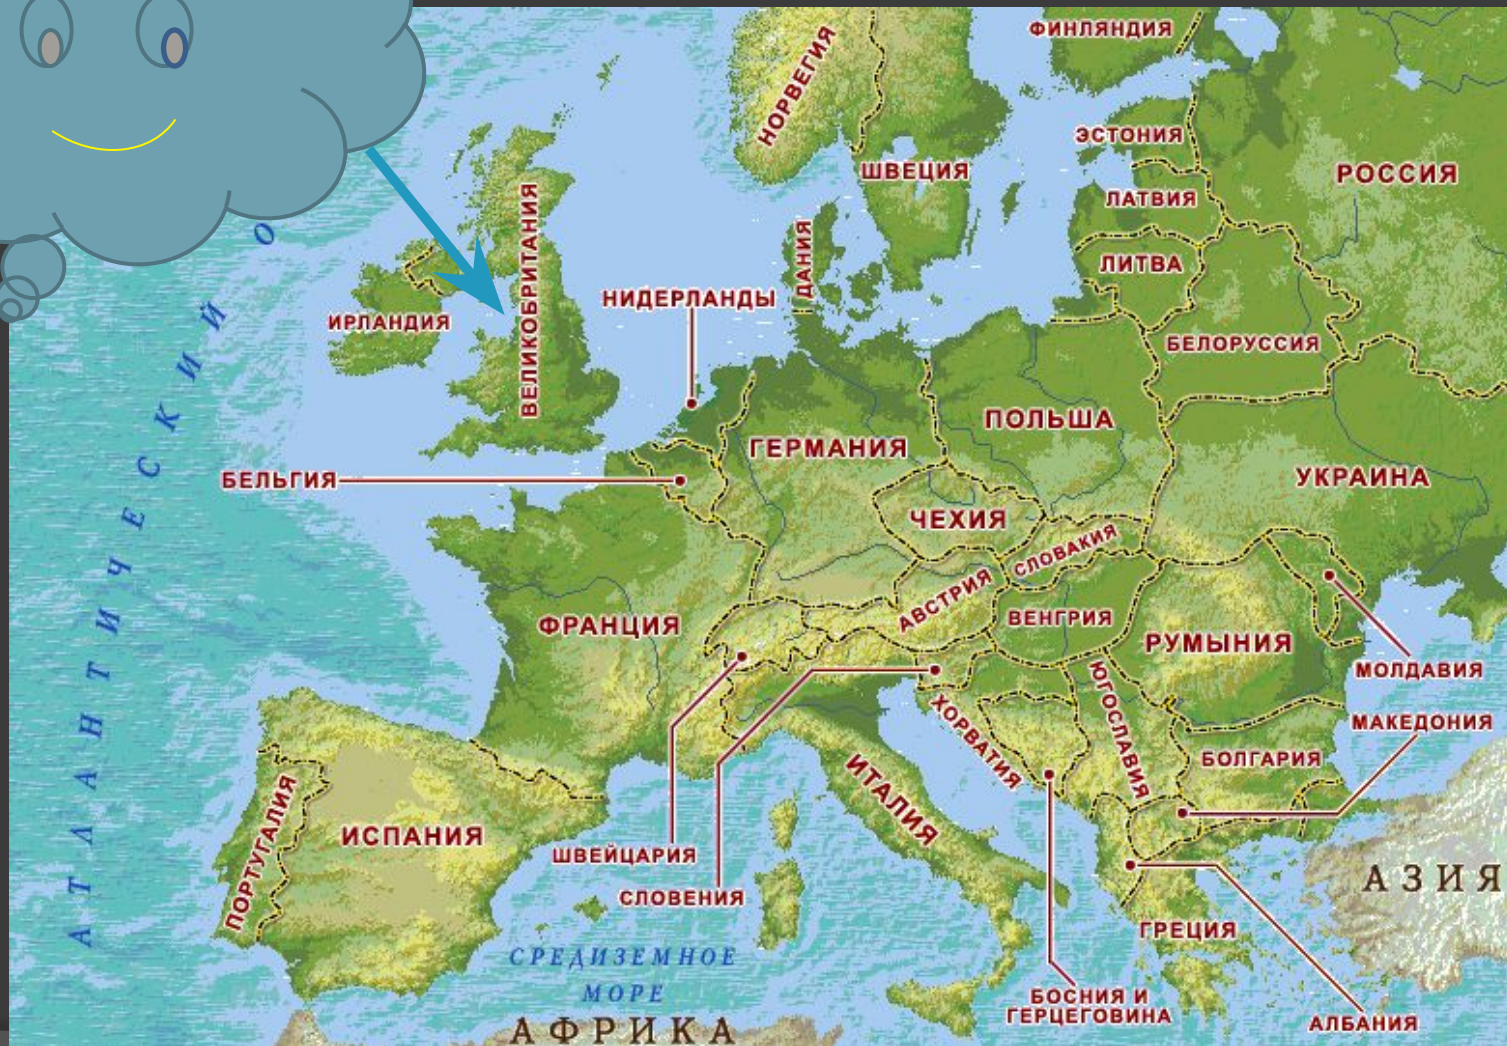 ФИНЛЯНДИЯ
НОРВЕГИЯ
ШВЕЦИЯ
ЭСТОНИЯ
РОССИЯ
ЛАТВИЯ
ЛИТВА
ДАНИЯ
НИДЕРЛАНДЫ
ВЕЛИКОБРИТАНИЯ
ИРЛАНДИЯ
БЕЛОРУССИЯ
ПОЛЬША
ГЕРМАНИЯ
БЕЛЬГИЯ
УКРАИНА
ЧЕХИЯ
СЛОВАКИЯ
АВСТРИЯ
ВЕНГРИЯ
ФРАНЦИЯ
РУМЫНИЯ
МОЛДАВИЯ
ЮГОСЛАВИЯ
ХОРВАТИЯ
МАКЕДОНИЯ
БОЛГАРИЯ
ИТАЛИЯ
ИСПАНИЯ
ПОРТУГАЛИЯ
ШВЕЙЦАРИЯ
СЛОВЕНИЯ
АЗИЯ
ГРЕЦИЯ
СРЕДИЗЕМНОЕ
МОРЕ
БОСНИЯ И
ГЕРЦЕГОВИНА
АЛБАНИЯ
АФРИКА
АТЛАНТИЧЕСКИЙ О